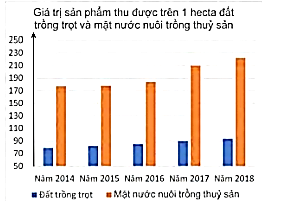 Giá trị sản phẩm thu được trên 1 hecta đất
trồng trọt và mặt nước nuôi trồng thuỷ sản
250
230
210
190
170
150
130
110
90
70
50
Năm 2014 Năm 2015 Năm 2016 Năm 2017 Năm 2018
Đất trồng trọt Mặt nước nuôi trồng thuỷ sản